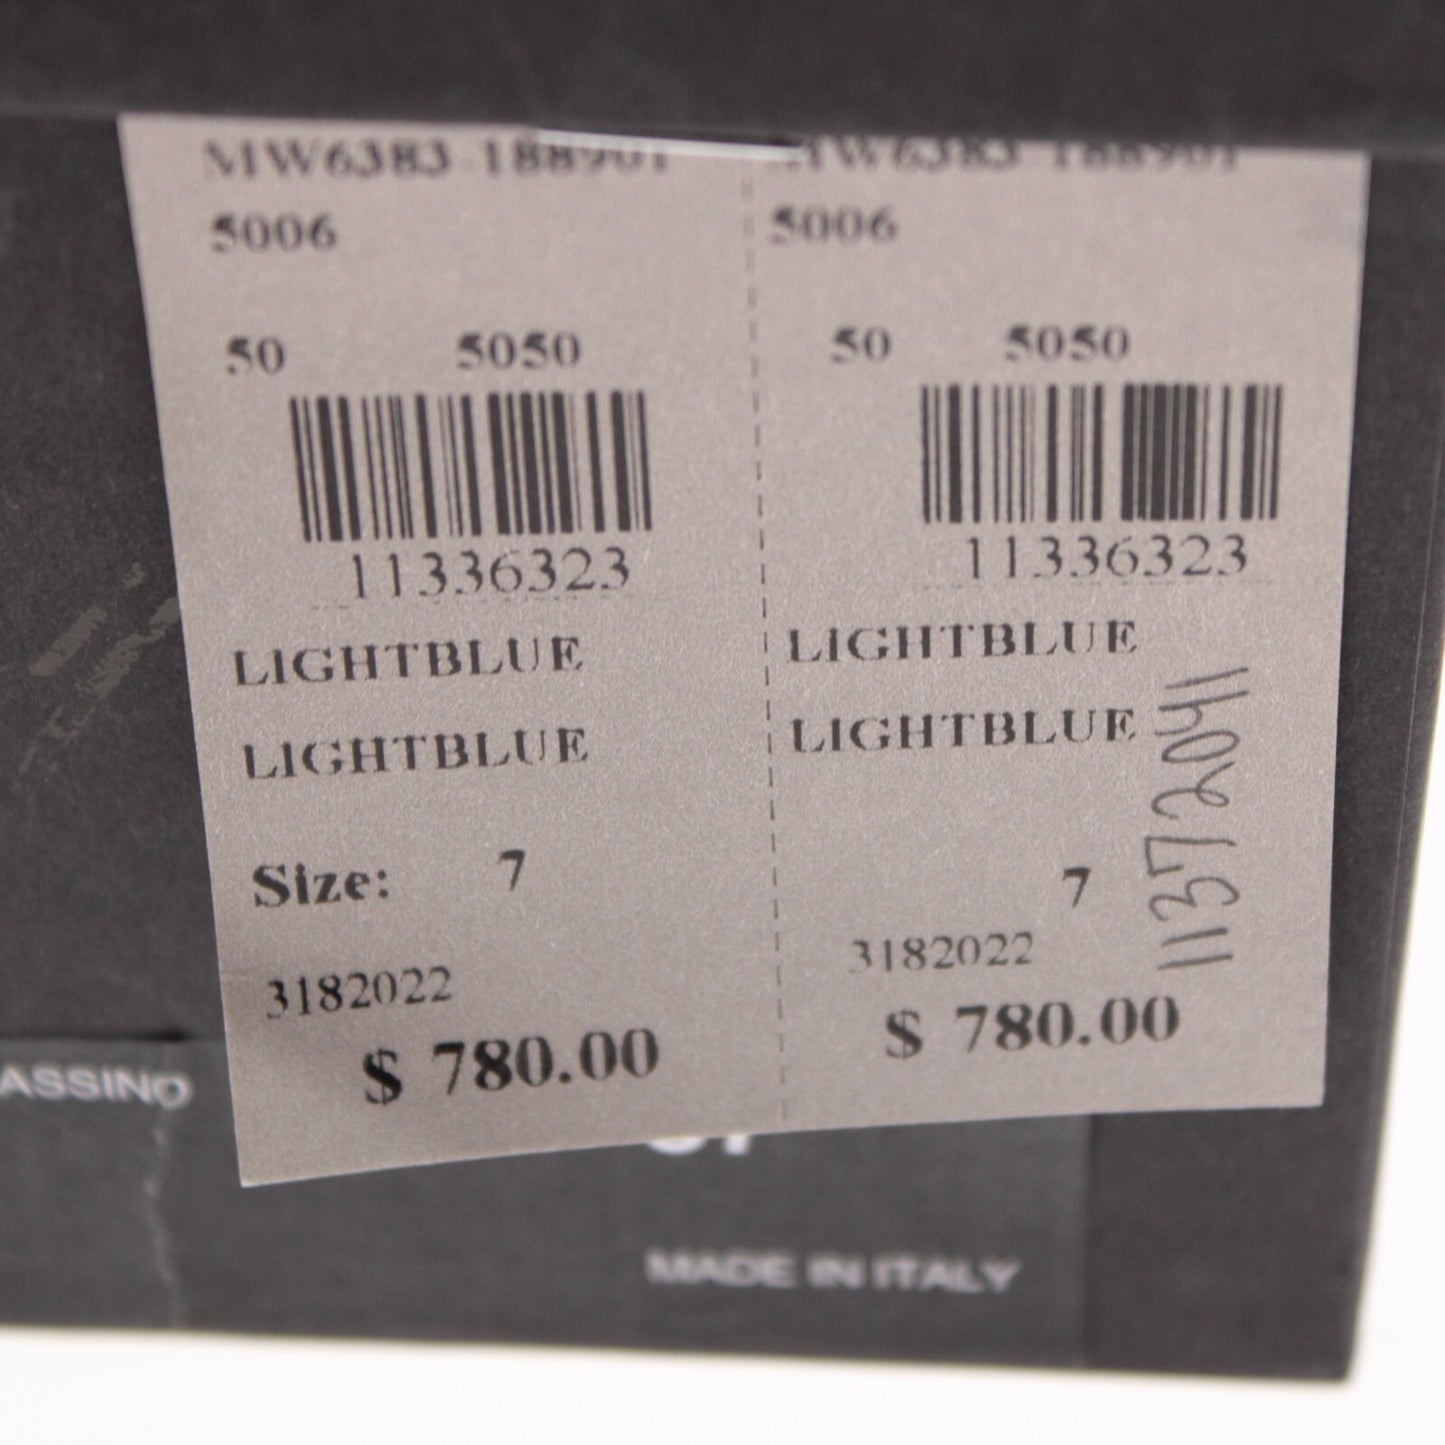 MW6383 188901
5006
50 5050
11336323
LIGHTBLUE
LIGHTBLUE
Size: 7
3182022
$ 780.00
MW6383 188901
5006
50 5050
11336323
LIGHTBLUE
LIGHTBLUE
7
3182022
$ 780.00
11372041
ASSINO
MADE IN ITALY